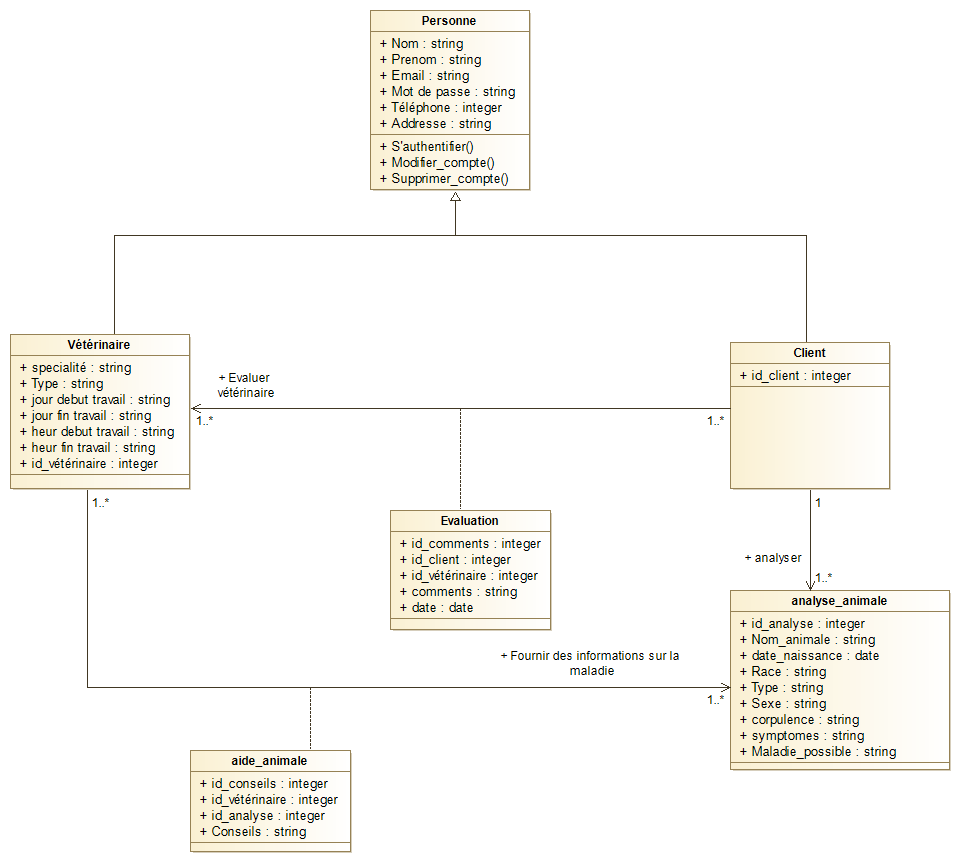 Personne
+ Nom : string
+ Prenom : string
+ Email : string
+ Mot de passe : string
+ Téléphone : integer
+ Addresse : string
+ S'authentifier()
+ Modifier_compte()
+ Supprimer_compte()
Vétérinaire
+ specialité : string
+ Type : string
+ jour debut travail : string
+ jour fin travail : string
+ heur debut travail : string
+ heur fin travail : string
+ id_vétérinaire : integer
+ Evaluer
vétérinaire
1..*
1..*
Client
+ id_client : integer
1..*
1
+ analyser
1..*
Evaluation
+ id_comments : integer
+ id_client : integer
+ id_vétérinaire : integer
+ comments : string
+ date : date
analyse_animale
+ id_analyse : integer
+ Nom_animale : string
+ date_naissance : date
+ Race : string
+ Type : string
+ Sexe : string
+ corpulence : string
+ symptomes : string
+ Maladie_possible : string
+ Fournir des informations sur la
maladie
1..*
aide_animale
+ id_conseils : integer
+ id_vétérinaire : integer
+ id_analyse : integer
+ Conseils : string